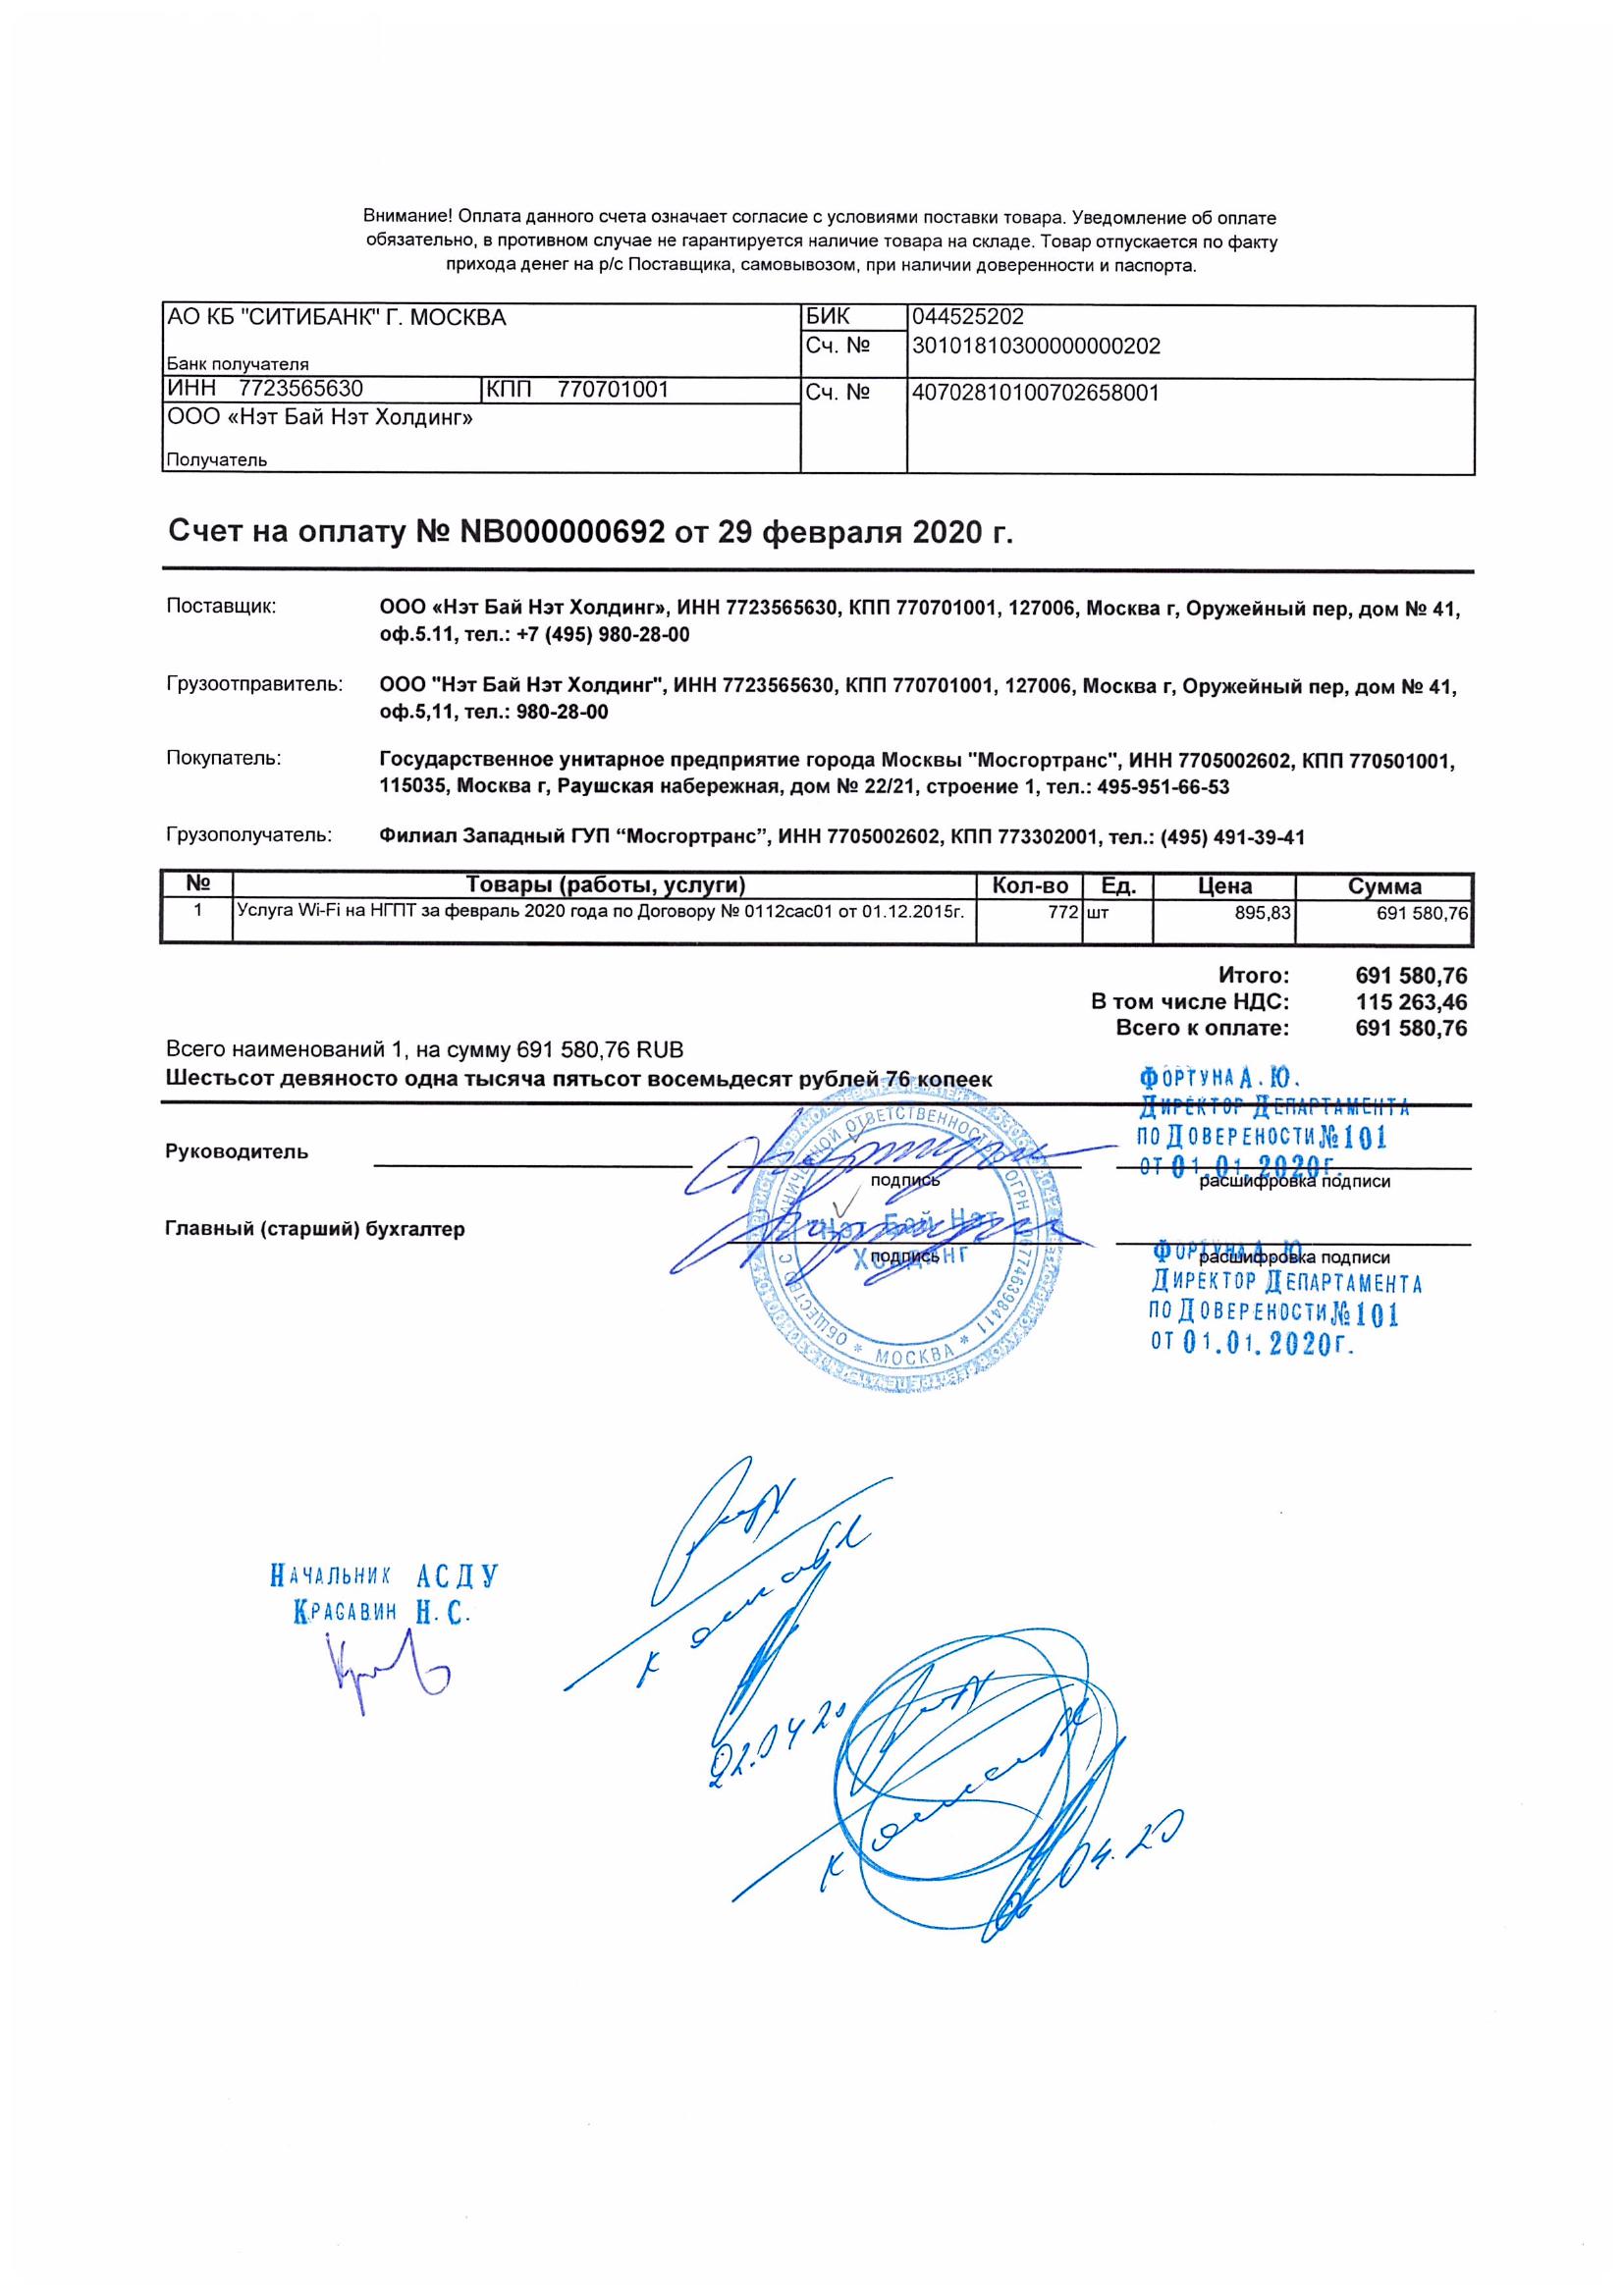 Внимание! Оплата данного счета означает согласие с условиями поставки товара. Уведомление об оплате
обязательно, в противном случае не гарантируется наличие товара на складе. Товар отпускается по факту
прихода денег на р/с Поставщика, самовывозом, при наличии доверенности и паспорта.
АО КБ "СИТИБАНК" Г. МОСКВА БИК 044525202
Сч. № 30101810300000000202
Банк получателя
ИНН 7723565630 КПП 770701001 Сч. № 40702810100702658001
ООО «Нэт Бай Нэт Холдинг»
Получатель
Счет на оплату № NB000000692 от 29 февраля 2020 г.
Поставщик: ООО «Нэт Бай Нэт Холдинг», ИНН 7723565630, КПП 770701001, 127006, Москва г, Оружейный пер, дом № 41,
оф.5.11, тел.: +7 (495) 980-28-00
Грузоотправитель: ООО "Нэт Бай Нэт Холдинг", ИНН 7723565630, КПП 770701001, 127006, Москва г, Оружейный пер, дом № 41,
оф.5,11, тел.: 980-28-00
Покупатель: Государственное унитарное предприятие города Москвы "Мосгортранс", ИНН 7705002602, КПП 770501001,
115035, Москва г, Раушская набережная, дом № 22/21, строение 1, тел.: 495-951-66-53
Грузополучатель: Филиал Западный ГУП “Мосгортранс”, ИНН 7705002602, КПП 773302001, тел.: (495) 491-39-41
№ Товары (работы, услуги) Кол-во Ед. Цена Сумма
1 Услуга Wi-Fi на НГПТ за февраль 2020 года по Договору № 0112сас01 от 01.12.2015г. 772 шт 895,83 691 580,76
Итого: 691 580,76
В том числе НДС: 115 263,46
Всего к оплате: 691 580,76
Всего наименований 1, на сумму 691 580,76 RUB
Шестьсот девяносто одна тысяча пятьсот восемьдесят рублей 76 копеек
ФОРТУНА А. Ю.
ДИРЕКТОР ДЕПАРТАМЕНТА
ПО ДОВЕРЕНОСТИ №101
ОТ 01.01.2020г.
Руководитель
подпись расшифровка подписи
Главный (старший) бухгалтер
подпись расшифровка подписи
ФОРТУНА А. Ю
ДИРЕКТОР ДЕПАРТАМЕНТА
ПО ДОВЕРЕНОСТИ №101
ОТ 01.01.2020г.
ОБЩЕСТВО С ОГРАНИЧЕННОЙ ОТВЕТСТВЕННОСТЬЮ ОГРН 1067746398411 * МОСКВА *
"Нэт Бай Нэт
Холдинг"
НАЧАЛЬНИК АСДУ
КРАСАВИН Н. С.
к оплате
22.04 20
к оплате
04.20